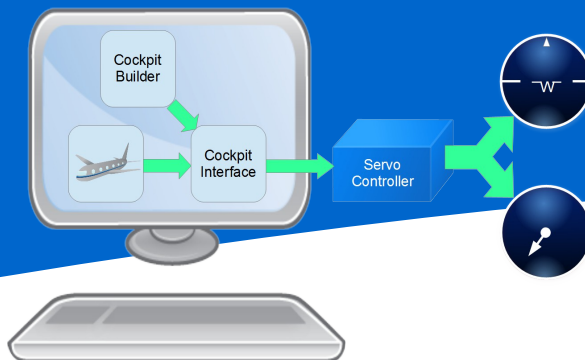 Cockpit
Builder
Cockpit
Interface
Servo
Controller
W